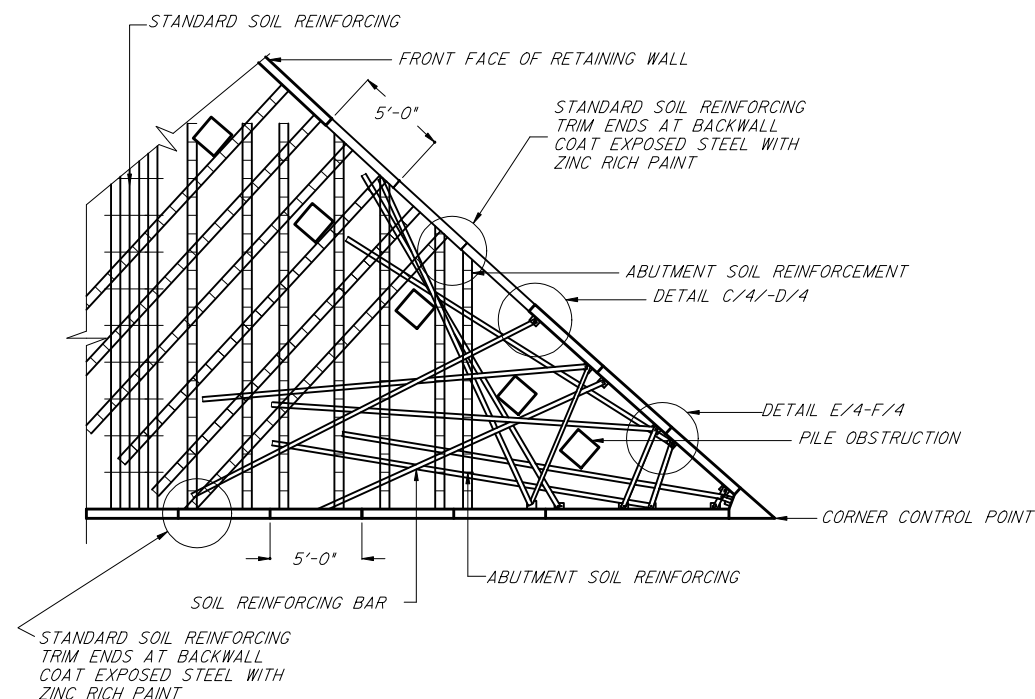 STANDARD SOIL REINFORCING
FRONT FACE OF RETAINING WALL
5'-0"
STANDARD SOIL REINFORCING
TRIM ENDS AT BACKWALL
COAT EXPOSED STEEL WITH
ZINC RICH PAINT
ABUTMENT SOIL REINFORCEMENT
DETAIL C/4/-D/4
DETAIL E/4-F/4
PILE OBSTRUCTION
CORNER CONTROL POINT
5'-0"
ABUTMENT SOIL REINFORCING
SOIL REINFORCING BAR
STANDARD SOIL REINFORCING
TRIM ENDS AT BACKWALL
COAT EXPOSED STEEL WITH
ZINC RICH PAINT